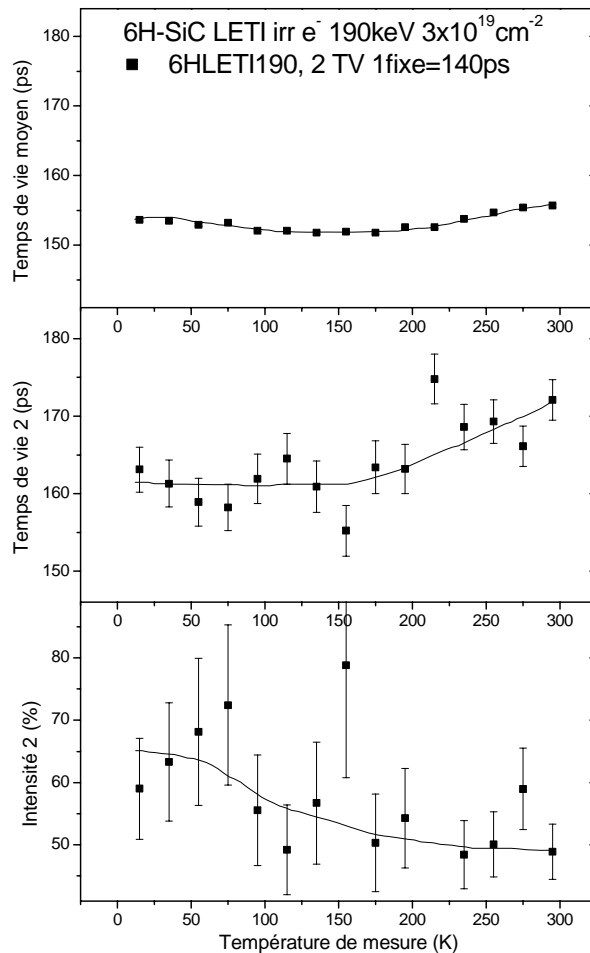 6H-SiC LETI irr e⁻ 190keV 3x10¹⁹cm⁻²
■ 6HLETI190, 2 TV 1fixe=140ps
Temps de vie moyen (ps)
180
170
160
150
0 50 100 150 200 250 300
Temps de vie 2 (ps)
180
170
160
150
0 50 100 150 200 250 300
Intensité 2 (%)
80
70
60
50
0 50 100 150 200 250 300
Température de mesure (K)